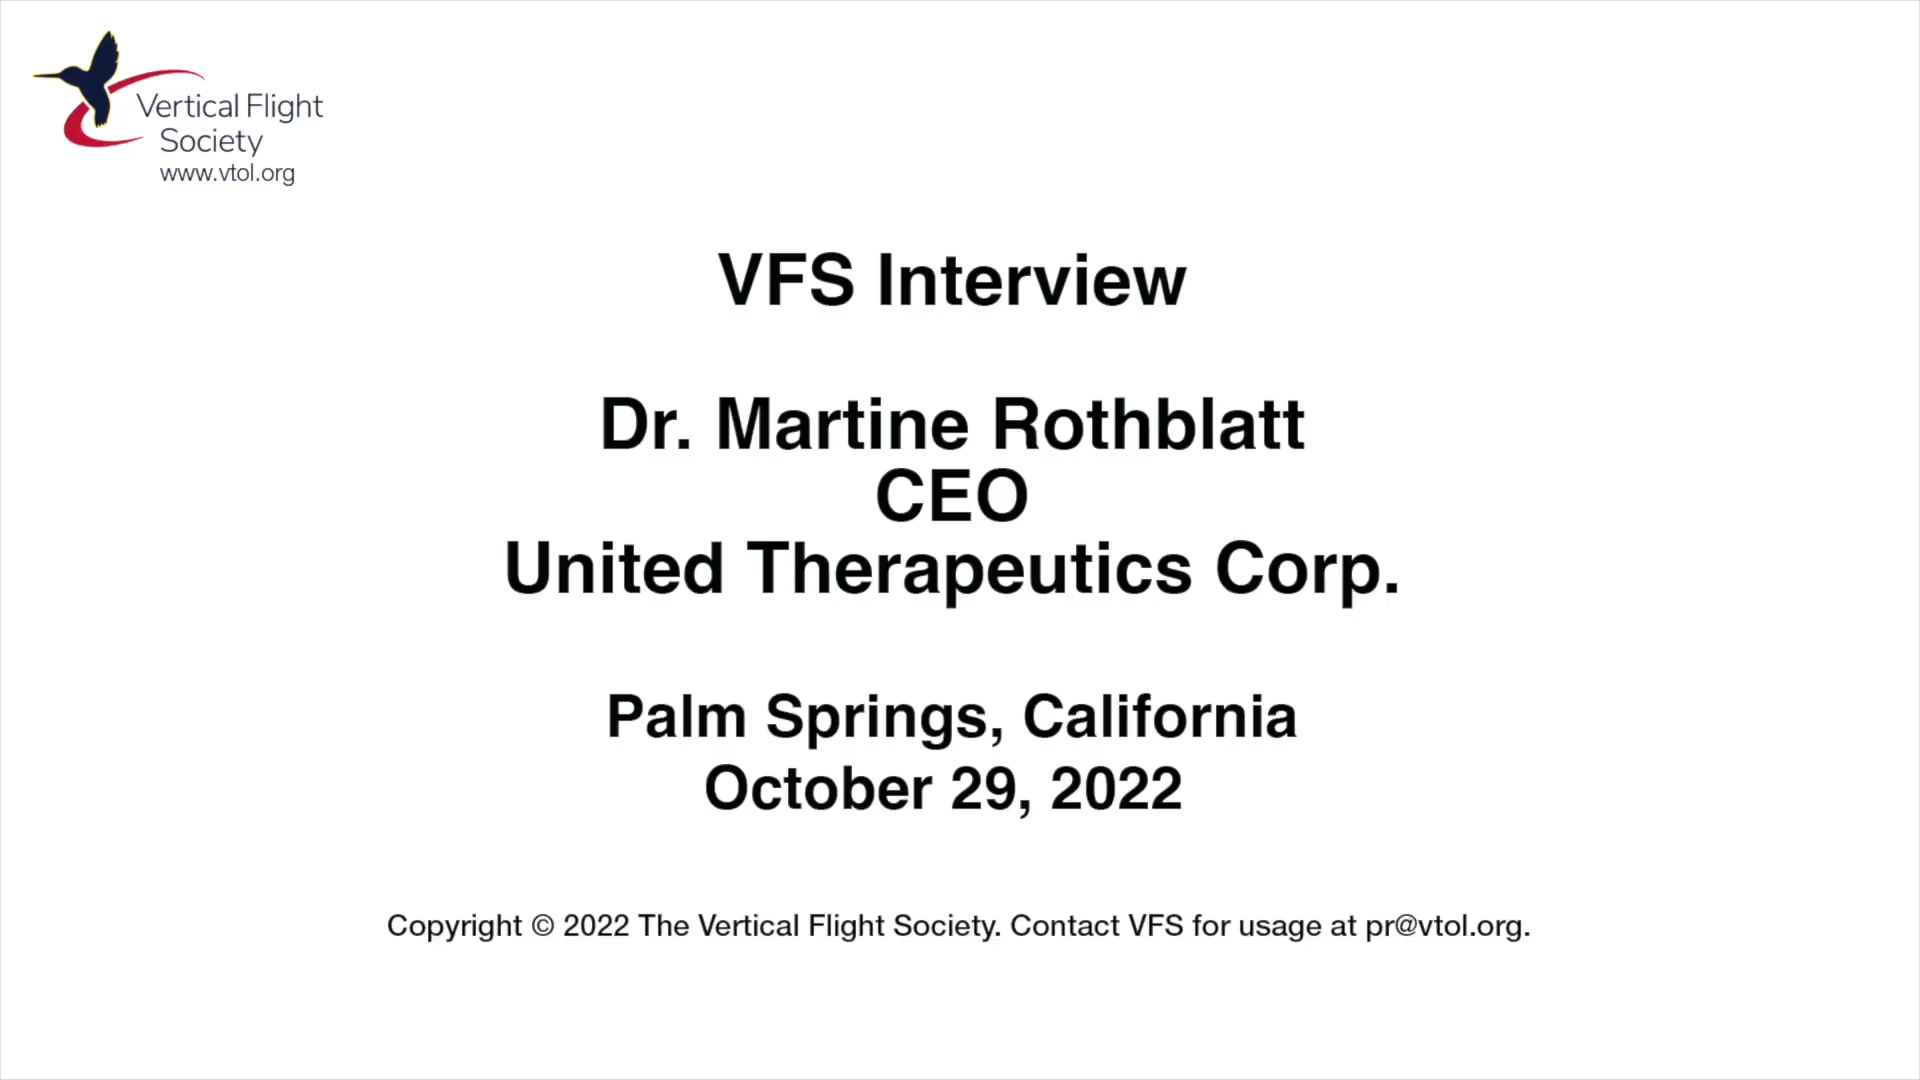 Vertical Flight
Society
www.vtol.org
VFS Interview
Dr. Martine Rothblatt
CEO
United Therapeutics Corp.
Palm Springs, California
October 29, 2022
Copyright © 2022 The Vertical Flight Society. Contact VFS for usage at pr@vtol.org.